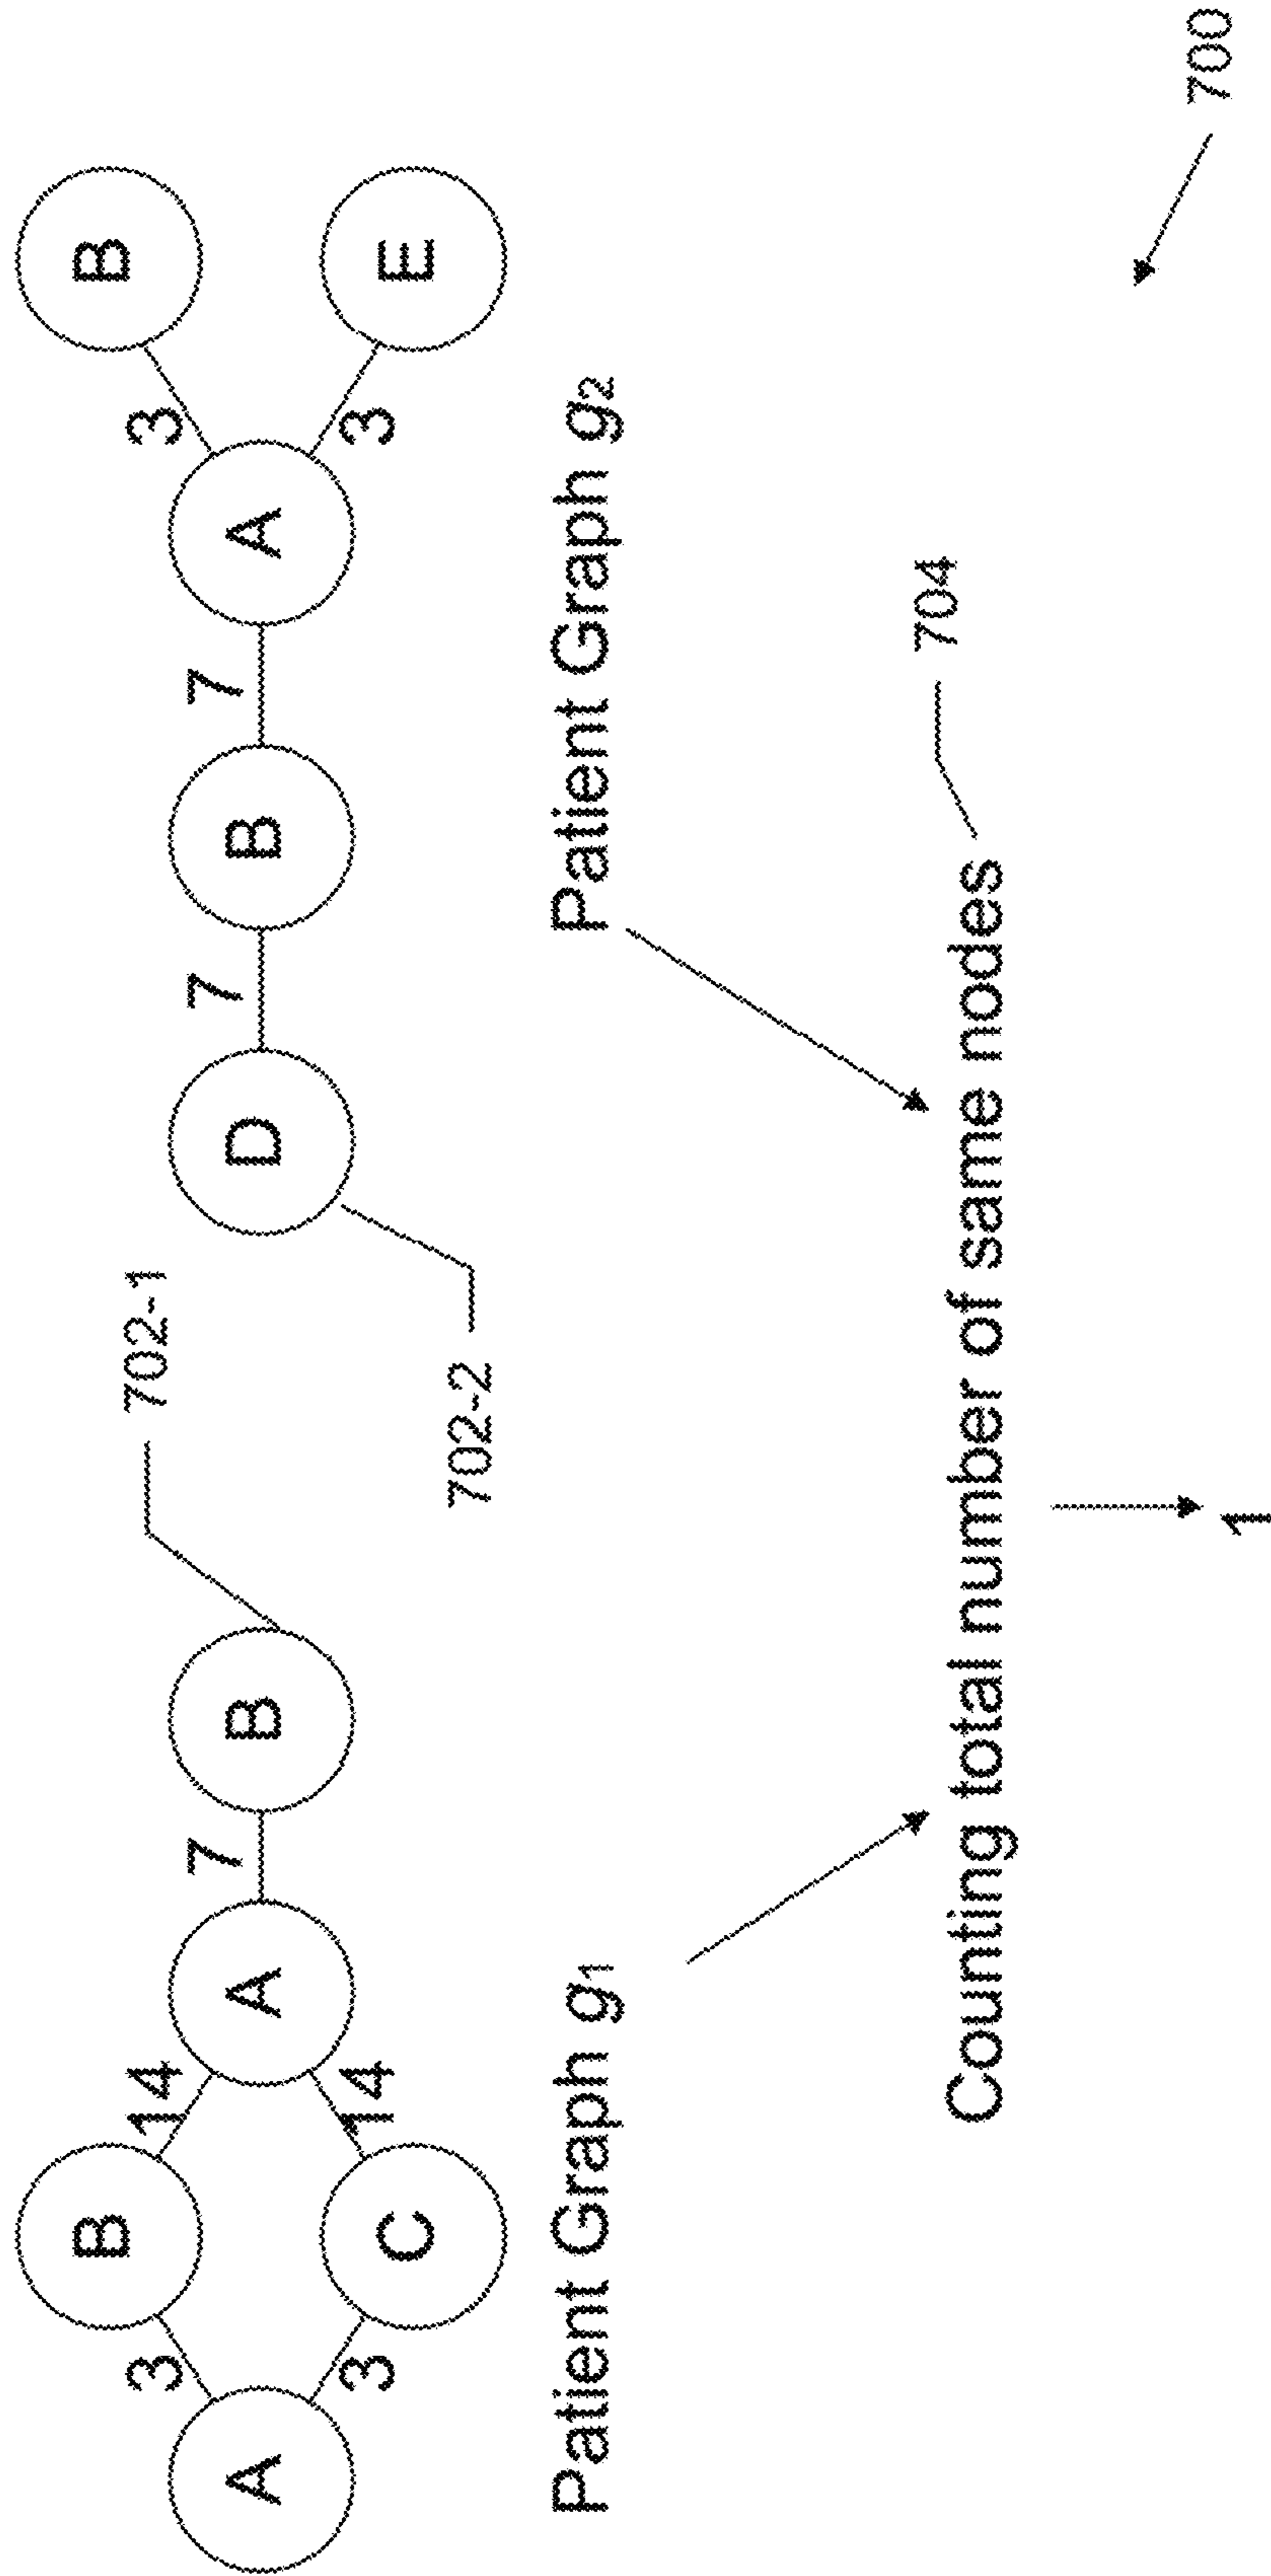 B
B
3
14
3
A
A
7
B
702-1
D
7
B
7
A
3
3
14
C
E
702-2
Patient Graph g1
Patient Graph g2
704
Counting total number of same nodes
1
700